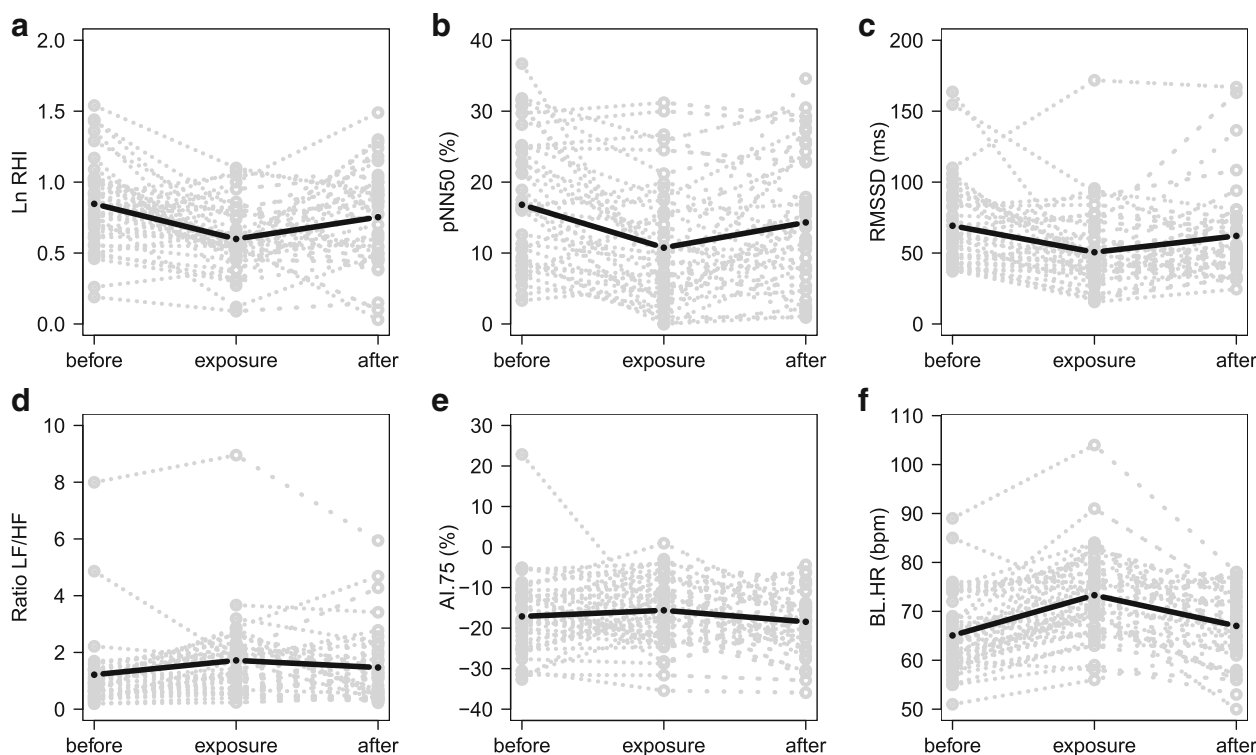 a
Ln RHI
2.0
1.5
1.0
0.5
0.0
before exposure after
b
pNN50 (%)
40
30
20
10
0
before exposure after
c
RMSSD (ms)
200
150
100
50
0
before exposure after
d
Ratio LF/HF
10
8
6
4
2
0
before exposure after
e
AI.75 (%)
30
20
10
0
−10
−20
−30
−40
before exposure after
f
BL.HR (bpm)
110
100
90
80
70
60
50
before exposure after